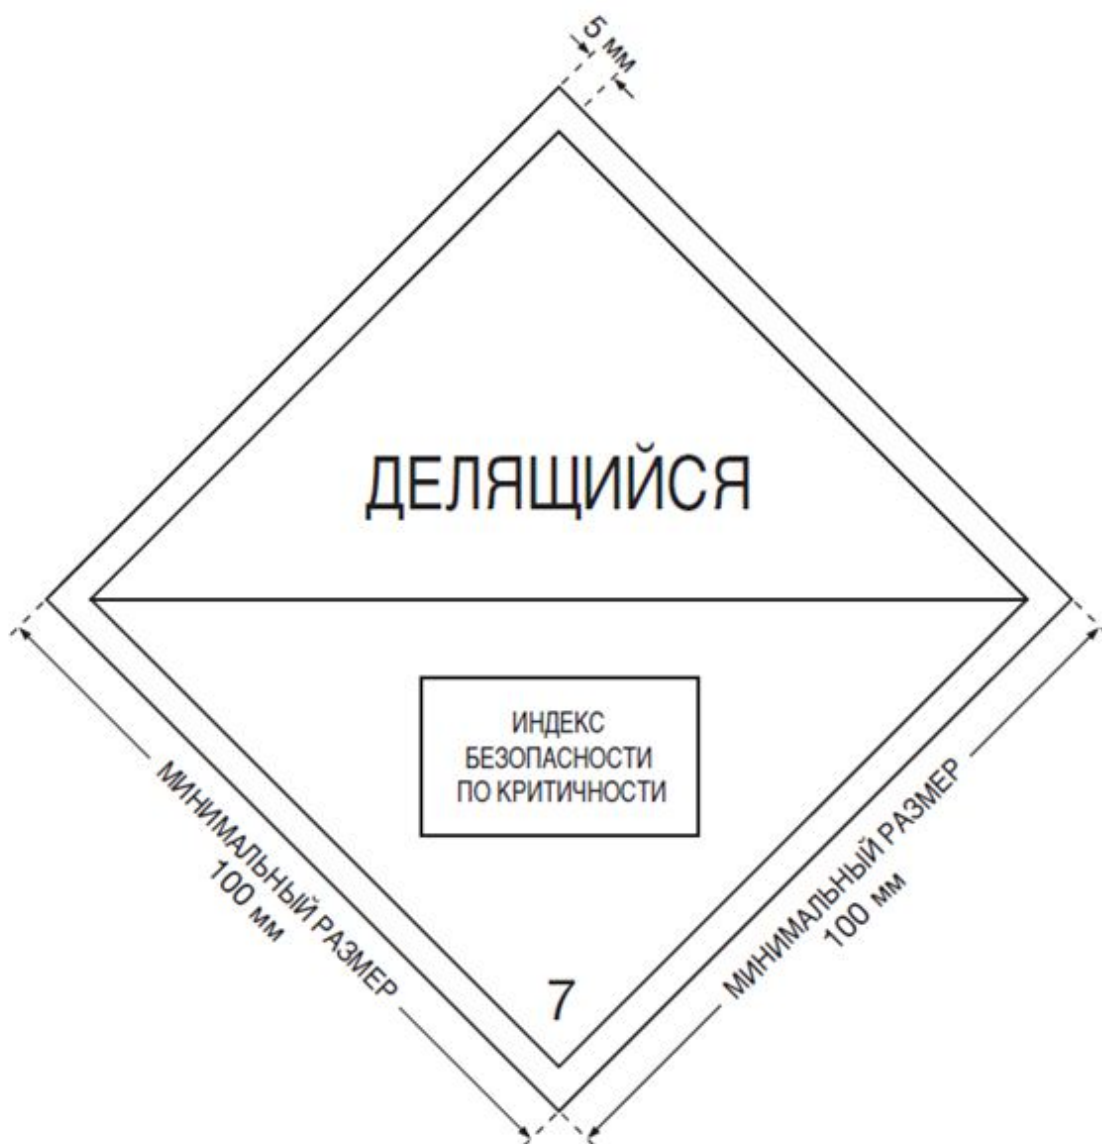 5 мм
ДЕЛЯЩИЙСЯ
ИНДЕКС
БЕЗОПАСНОСТИ
ПО КРИТИЧНОСТИ
МИНИМАЛЬНЫЙ РАЗМЕР
100 мм
МИНИМАЛЬНЫЙ РАЗМЕР
100 мм
7